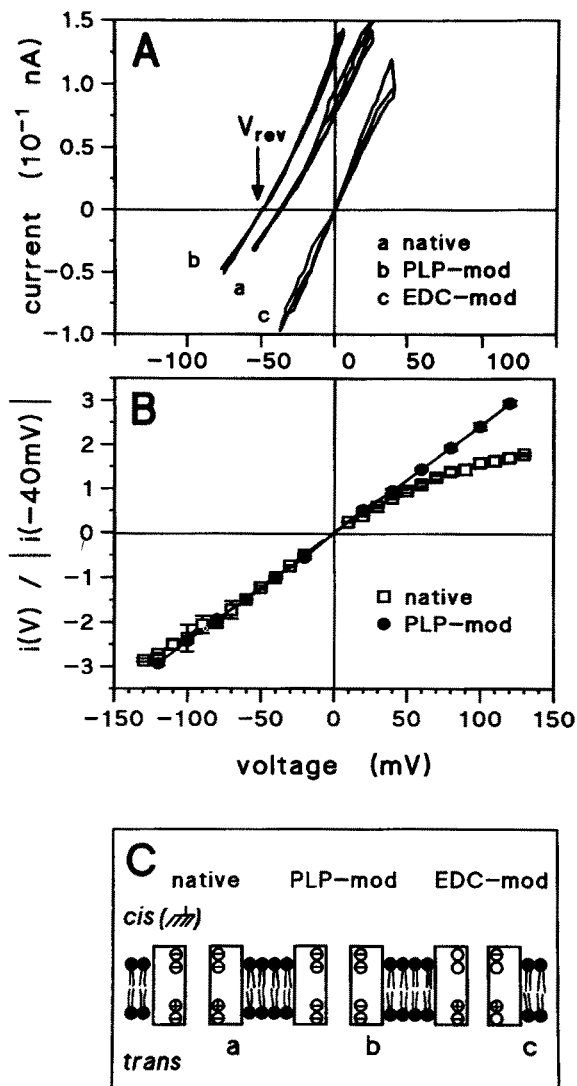 A
1.5
1.0
0.5
0
-0.5
-1.0
current (10⁻¹ nA)
V_rev
b
a
c
a native
b PLP-mod
c EDC-mod
-100 -50 0 50 100
B
3
2
1
0
-1
-2
-3
i(V) / |i(-40mV)|
native
PLP-mod
-150 -100 -50 0 50 100 150
voltage (mV)
C
native PLP-mod EDC-mod
cis ( )
trans
a b c